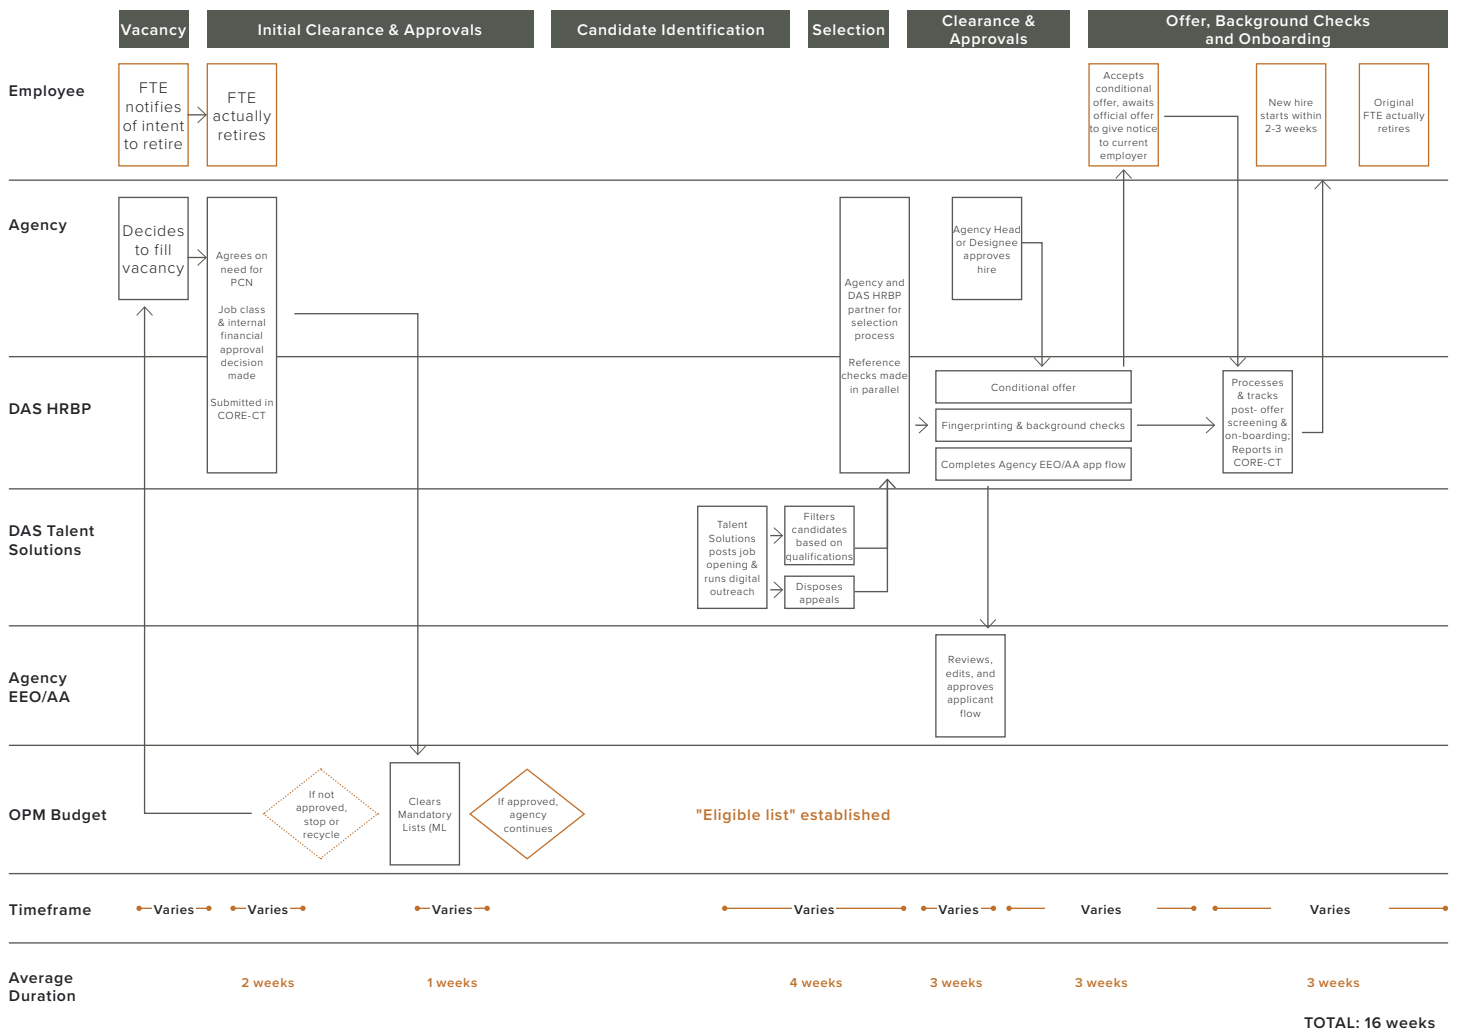 Vacancy
Initial Clearance & Approvals
Candidate Identification
Selection
Clearance &
Approvals
Offer, Background Checks
and Onboarding
Employee
FTE
notifies
of intent
to retire
FTE
actually
retires
Accepts
conditional
offer, awaits
official offer
to give notice
to current
employer
New hire
starts within
2-3 weeks
Original
FTE actually
retires
Agency
Decides
to fill
vacancy
Agrees on
need for
PCN
Job class
& internal
financial
approval
decision
made
Submitted in
CORE-CT
Agency and
DAS HRBP
partner for
selection
process
Reference
checks made
in parallel
Agency Head
or Designee
approves
hire
DAS HRBP
Conditional offer
Fingerprinting & background checks
Completes Agency EEO/AA app flow
Processes
& tracks
post- offer
screening &
on-boarding;
Reports in
CORE-CT
DAS Talent
Solutions
Talent
Solutions
posts job
opening &
runs digital
outreach
Filters
candidates
based on
qualifications
Disposes
appeals
Agency
EEO/AA
Reviews,
edits, and
approves
applicant
flow
OPM Budget
If not
approved,
stop or
recycle
Clears
Mandatory
Lists (ML
If approved,
agency
continues
"Eligible list" established
Timeframe
Varies
Varies
Varies
Varies
Varies
Varies
Varies
Average
Duration
2 weeks
1 weeks
4 weeks
3 weeks
3 weeks
3 weeks
TOTAL: 16 weeks